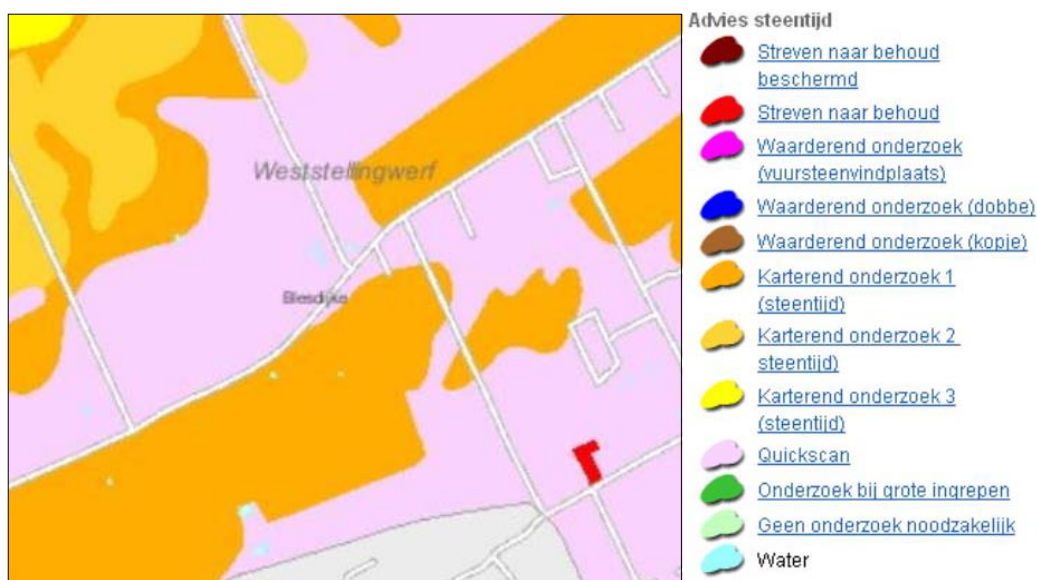 Advies steentijd
Streven naar behoud
beschermd
Streven naar behoud
Waarderend onderzoek
(vuursteenvindplaats)
Waarderend onderzoek (dobbe)
Waarderend onderzoek (kopje)
Karterend onderzoek 1
(steentijd)
Karterend onderzoek 2
steentijd)
Karterend onderzoek 3
(steentijd)
Quickscan
Onderzoek bij grote ingrepen
Geen onderzoek noodzakelijk
Water
Weststellingwerf
Blesdijke